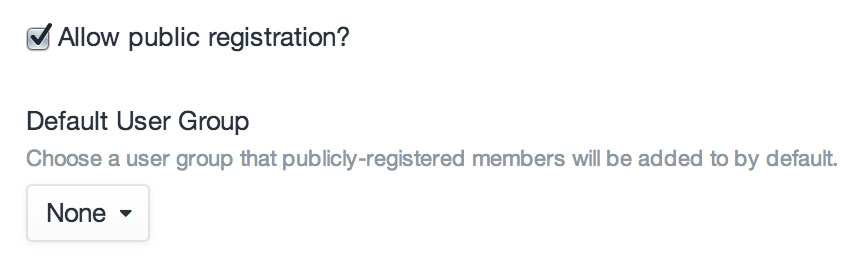 Allow public registration?
Default User Group
Choose a user group that publicly-registered members will be added to by default.
None